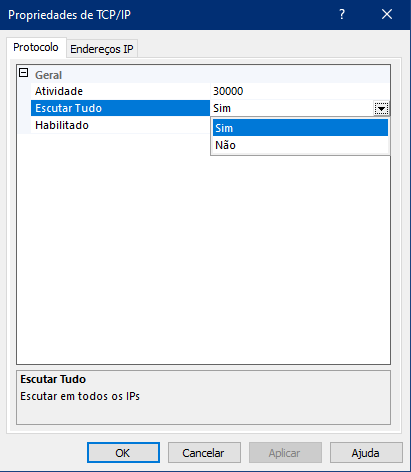 Propriedades de TCP/IP
Protocolo Endereços IP
Geral
Atividade 30000
Escutar Tudo Sim
Habilitado Sim
Não
Escutar Tudo
Escutar em todos os IPs
OK Cancelar Aplicar Ajuda